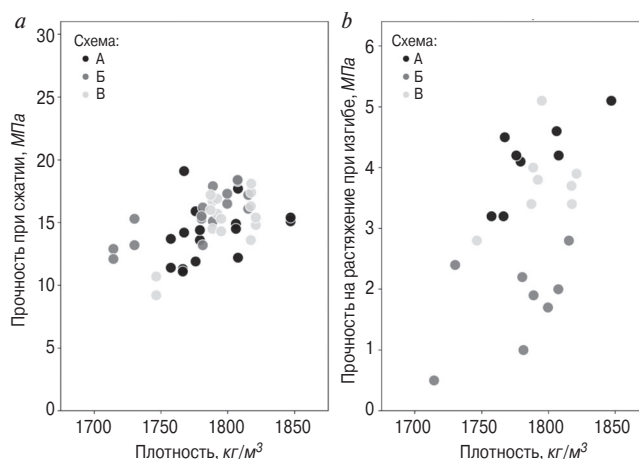 a
Прочность при сжатии, МПа
30
25
20
15
10
5
0
Схема:
А
Б
В
1700 1750 1800 1850
Плотность, кг/м³
b
Прочность на растяжение при изгибе, МПа
6
5
4
3
2
1
0
Схема:
А
Б
В
1700 1750 1800 1850
Плотность, кг/м³